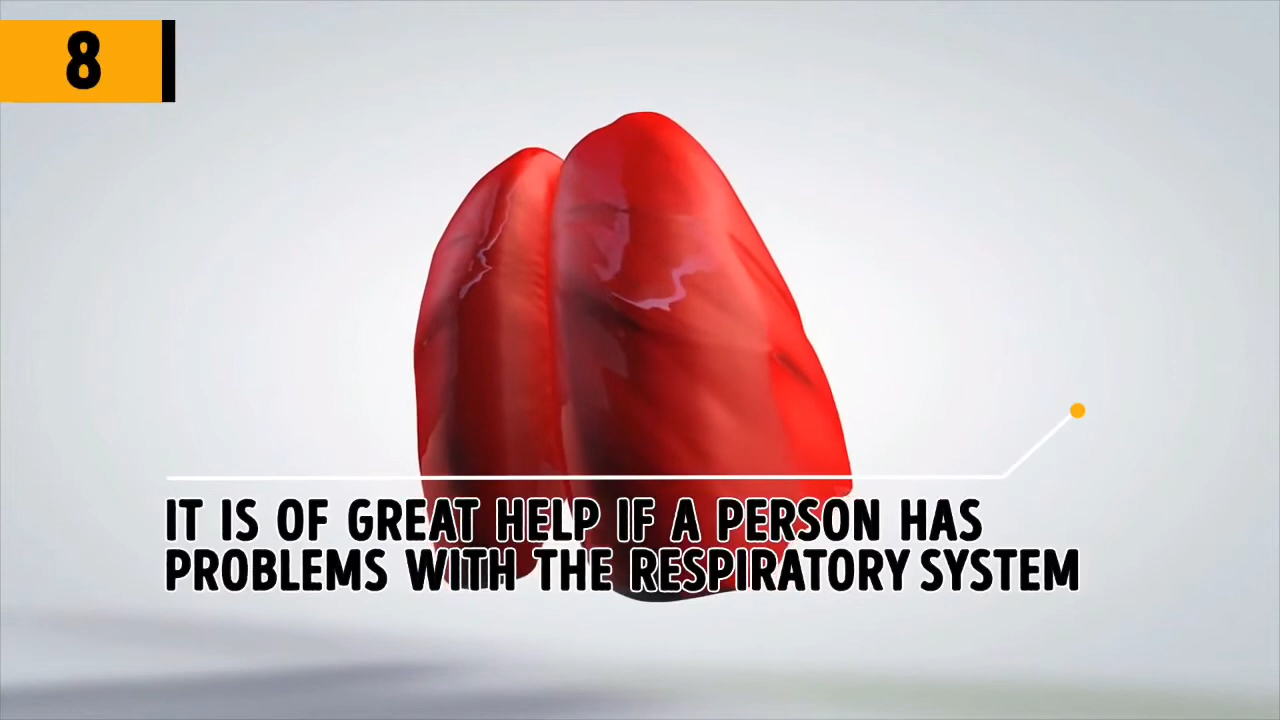 8
IT IS OF GREAT HELP IF A PERSON HAS
PROBLEMS WITH THE RESPIRATORY SYSTEM